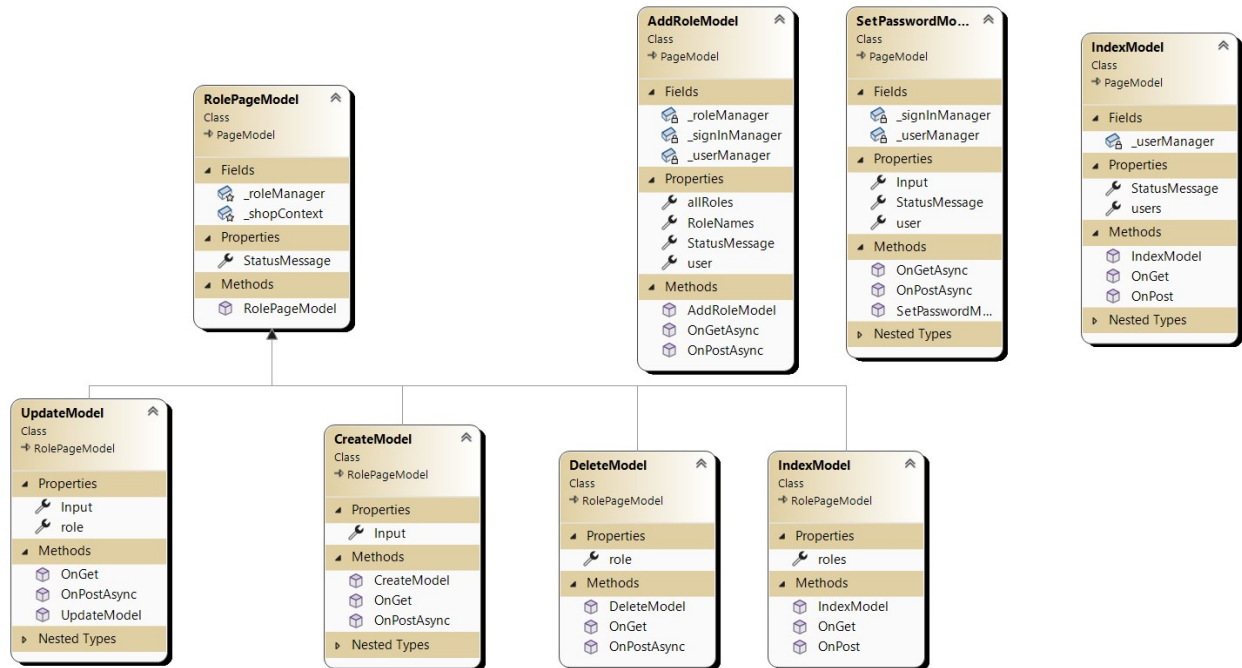 RolePageModel
Class
PageModel
Fields
_roleManager
_shopContext
Properties
StatusMessage
Methods
RolePageModel
AddRoleModel
Class
PageModel
Fields
_roleManager
_signInManager
_userManager
Properties
allRoles
RoleNames
StatusMessage
user
Methods
AddRoleModel
OnGetAsync
OnPostAsync
SetPasswordMo...
Class
PageModel
Fields
_signInManager
_userManager
Properties
Input
StatusMessage
user
Methods
OnGetAsync
OnPostAsync
SetPasswordM...
Nested Types
IndexModel
Class
PageModel
Fields
_userManager
Properties
StatusMessage
users
Methods
IndexModel
OnGet
OnPost
Nested Types
UpdateModel
Class
RolePageModel
Properties
Input
role
Methods
OnGet
OnPostAsync
UpdateModel
Nested Types
CreateModel
Class
RolePageModel
Properties
Input
Methods
CreateModel
OnGet
OnPostAsync
Nested Types
DeleteModel
Class
RolePageModel
Properties
role
Methods
DeleteModel
OnGet
OnPostAsync
IndexModel
Class
RolePageModel
Properties
roles
Methods
IndexModel
OnGet
OnPost